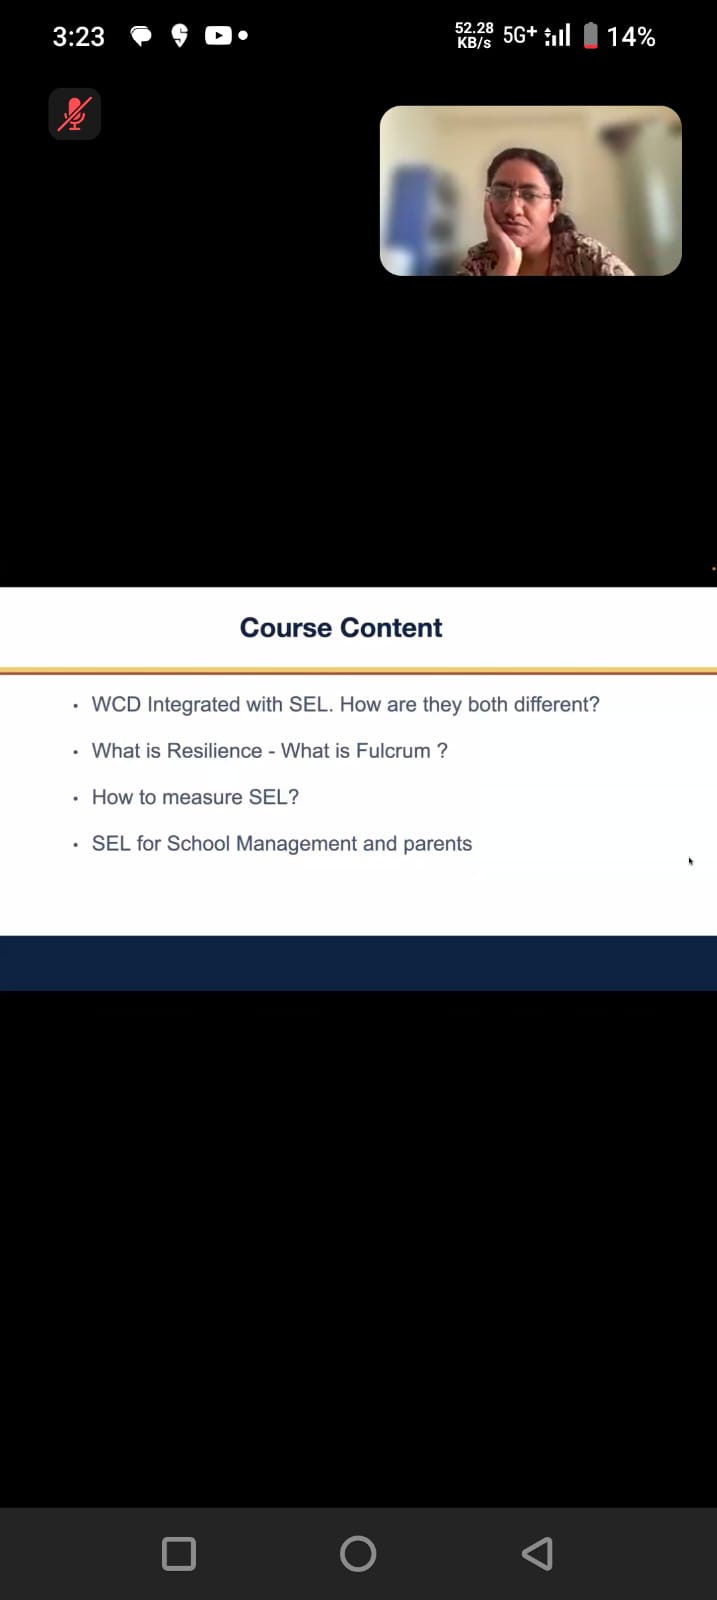 3:23
52.28
KB/s
5G+
14%
Course Content
• WCD Integrated with SEL. How are they both different?
• What is Resilience - What is Fulcrum ?
• How to measure SEL?
• SEL for School Management and parents